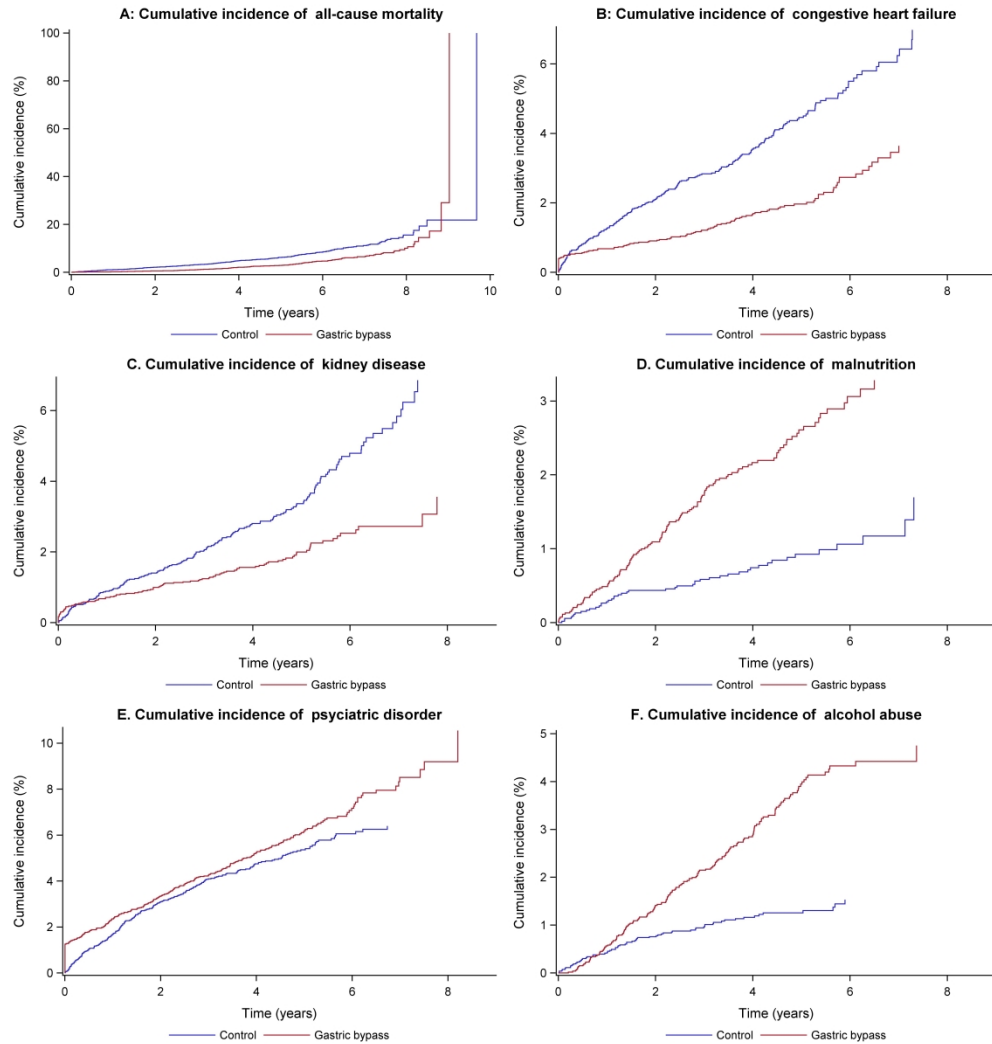 A: Cumulative incidence of all-cause mortality
Cumulative incidence (%)
100
80
60
40
20
0
0 2 4 6 8 10
Time (years)
Control Gastric bypass
B: Cumulative incidence of congestive heart failure
Cumulative incidence (%)
6
4
2
0
0 2 4 6 8
Time (years)
Control Gastric bypass
C. Cumulative incidence of kidney disease
Cumulative incidence (%)
6
4
2
0
0 2 4 6 8
Time (years)
Control Gastric bypass
D. Cumulative incidence of malnutrition
Cumulative incidence (%)
3
2
1
0
0 2 4 6 8
Time (years)
Control Gastric bypass
E. Cumulative incidence of psyciatric disorder
Cumulative incidence (%)
10
8
6
4
2
0
0 2 4 6 8
Time (years)
Control Gastric bypass
F. Cumulative incidence of alcohol abuse
Cumulative incidence (%)
5
4
3
2
1
0
0 2 4 6 8
Time (years)
Control Gastric bypass